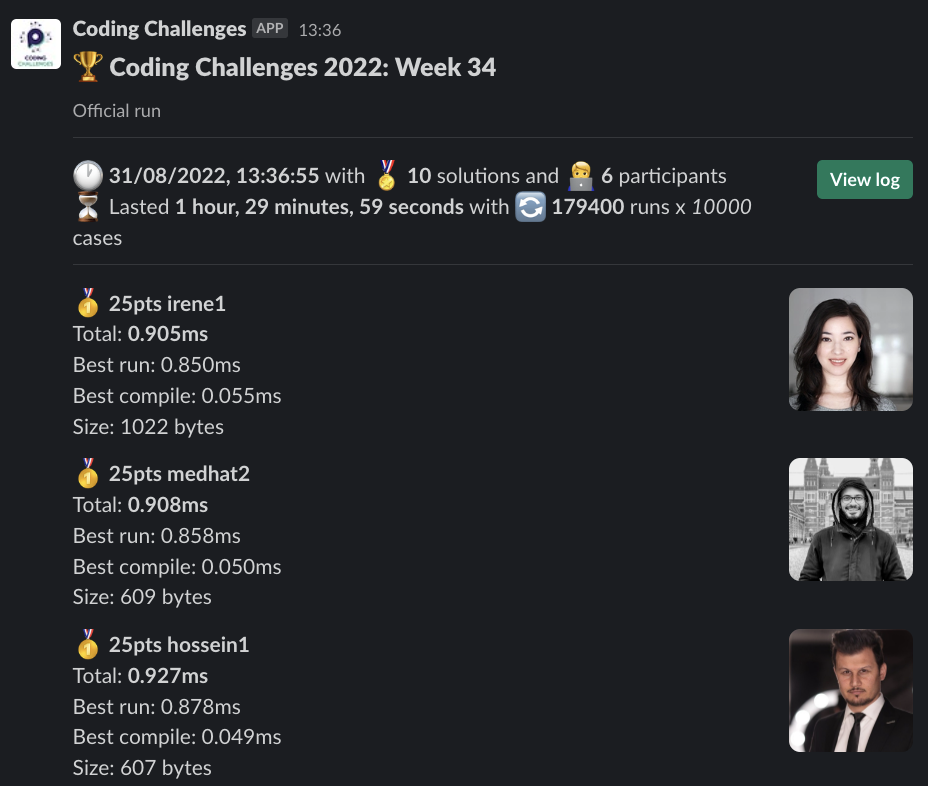 Coding Challenges APP 13:36
CODING
CHALLENGES
🏆 Coding Challenges 2022: Week 34
Official run
🕐 31/08/2022, 13:36:55 with 🏅 10 solutions and 🧑‍💻 6 participants
View log
⏳ Lasted 1 hour, 29 minutes, 59 seconds with 🔄 179400 runs x 10000
cases
🥇 25pts irene1
Total: 0.905ms
Best run: 0.850ms
Best compile: 0.055ms
Size: 1022 bytes
🥇 25pts medhat2
Total: 0.908ms
Best run: 0.858ms
Best compile: 0.050ms
Size: 609 bytes
🥇 25pts hossein1
Total: 0.927ms
Best run: 0.878ms
Best compile: 0.049ms
Size: 607 bytes